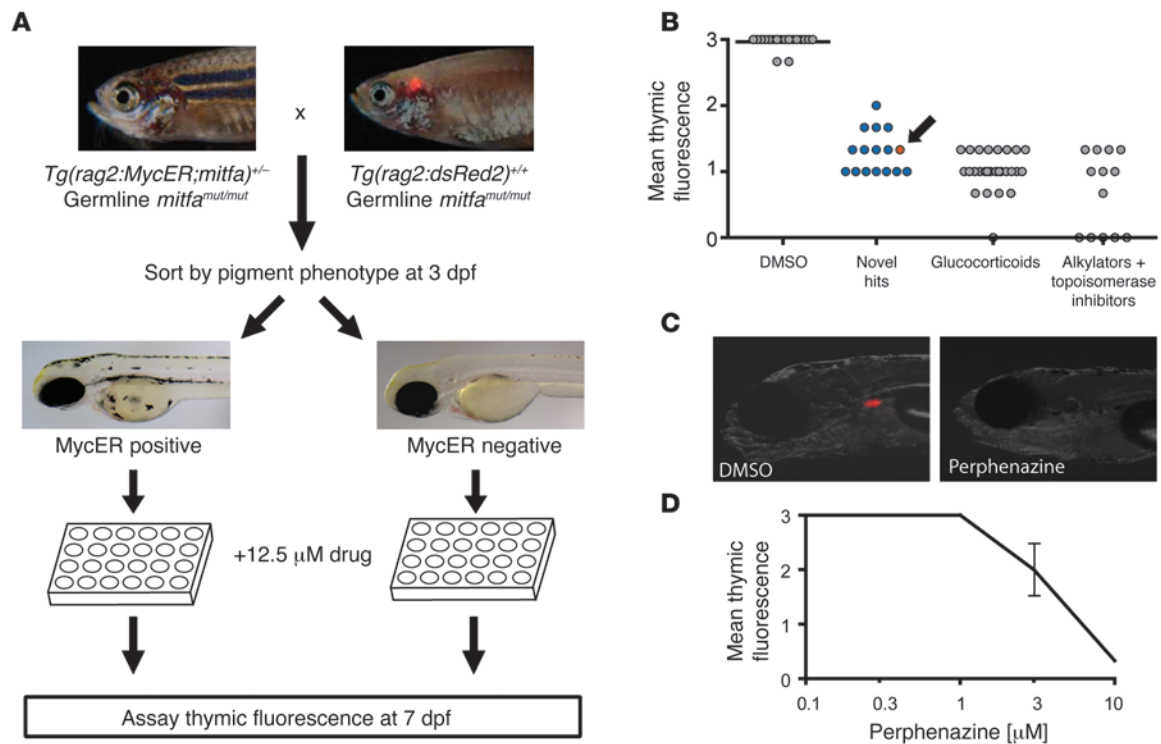 A
x
Tg(rag2:MycER;mitfa)+/–
Germline mitfamut/mut
Tg(rag2:dsRed2)+/+
Germline mitfamut/mut
Sort by pigment phenotype at 3 dpf
MycER positive
MycER negative
+12.5 μM drug
Assay thymic fluorescence at 7 dpf
B
Mean thymic
fluorescence
3
2
1
0
DMSO
Novel
hits
Glucocorticoids
Alkylators +
topoisomerase
inhibitors
C
DMSO
Perphenazine
D
Mean thymic
fluorescence
3
2
1
0
0.1
0.3
1
3
10
Perphenazine [μM]